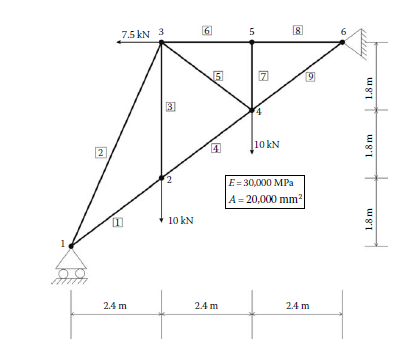 7.5 kN
3
6
5
8
6
5
7
9
1.8 m
3
4
10 kN
1.8 m
2
4
2
E = 30,000 MPa
A = 20,000 mm²
1
10 kN
1.8 m
1
2.4 m
2.4 m
2.4 m